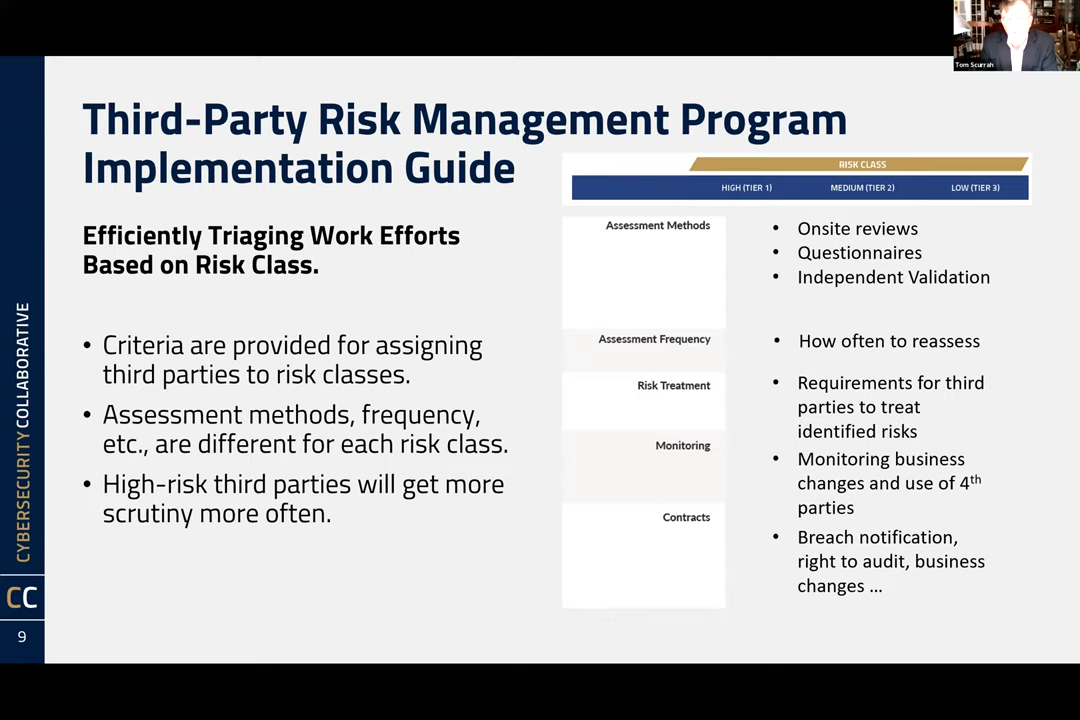 Tom Scurrah
Third-Party Risk Management Program
Implementation Guide
Efficiently Triaging Work Efforts
Based on Risk Class.
• Criteria are provided for assigning
third parties to risk classes.
• Assessment methods, frequency,
etc., are different for each risk class.
• High-risk third parties will get more
scrutiny more often.
RISK CLASS
HIGH (TIER 1) MEDIUM (TIER 2) LOW (TIER 3)
Assessment Methods
• Onsite reviews
• Questionnaires
• Independent Validation
Assessment Frequency
• How often to reassess
Risk Treatment
• Requirements for third
parties to treat
identified risks
Monitoring
• Monitoring business
changes and use of 4th
parties
Contracts
• Breach notification,
right to audit, business
changes ...
CYBERSECURITY COLLABORATIVE
CC
9